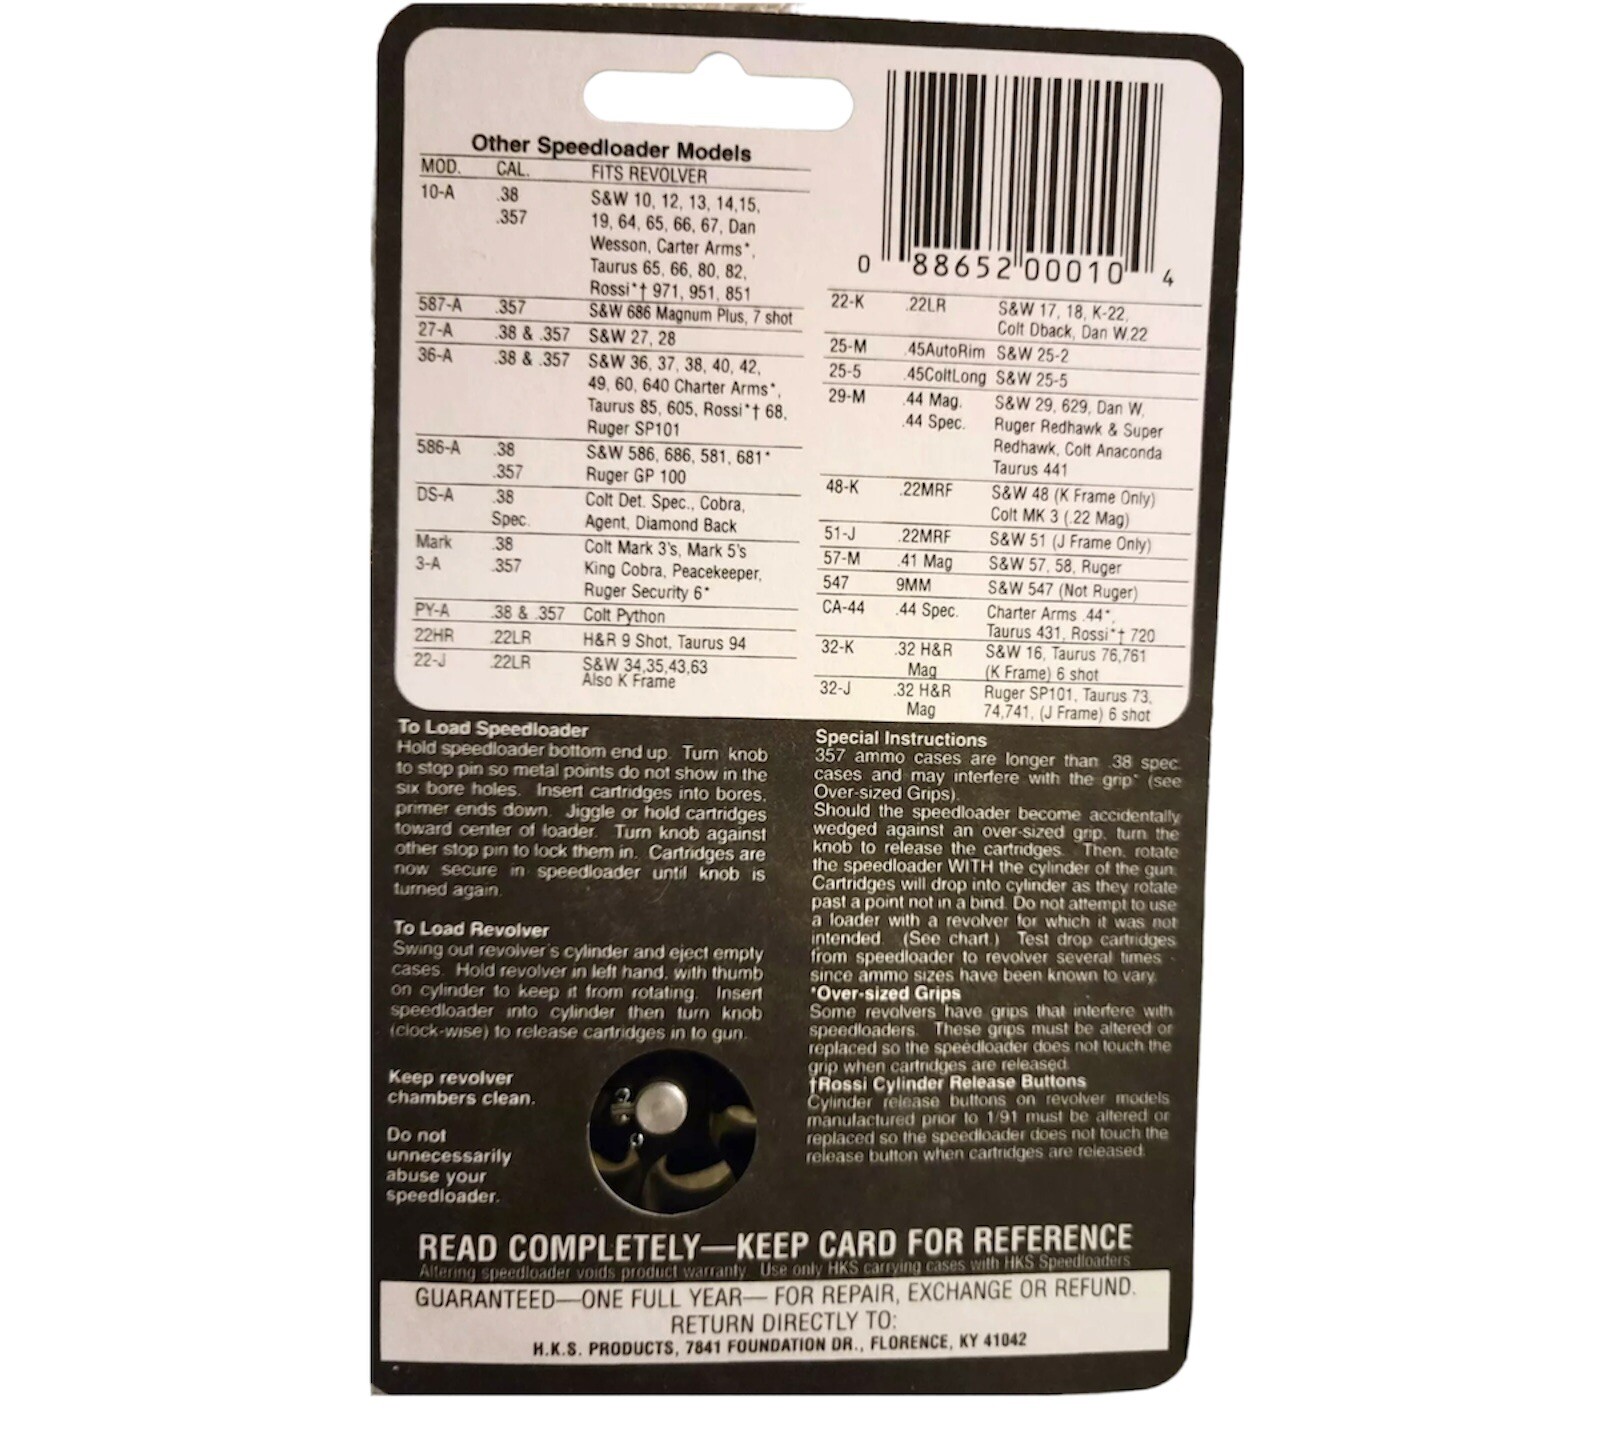 Other Speedloader Models
MOD. CAL. FITS REVOLVER
10-A .38 S&W 10, 12, 13, 14,15,
.357 19, 64, 65, 66, 67, Dan
Wesson, Carter Arms*,
Taurus 65, 66, 80, 82,
Rossi*† 971, 951, 851
587-A .357 S&W 686 Magnum Plus, 7 shot
27-A .38 & .357 S&W 27, 28
36-A .38 & .357 S&W 36, 37, 38, 40, 42,
49, 60, 640 Charter Arms*,
Taurus 85, 605, Rossi*† 68,
Ruger SP101
586-A .38 S&W 586, 686, 581, 681*
.357 Ruger GP 100
DS-A .38 Colt Det. Spec., Cobra,
Spec. Agent, Diamond Back
Mark .38 Colt Mark 3's, Mark 5's
3-A .357 King Cobra, Peacekeeper,
Ruger Security 6*
PY-A .38 & .357 Colt Python
22HR .22LR H&R 9 Shot, Taurus 94
22-J .22LR S&W 34,35,43,63
Also K Frame
0 88652 00010 4
22-K .22LR S&W 17, 18, K-22,
Colt Dback, Dan W.22
25-M .45AutoRim S&W 25-2
25-5 .45ColtLong S&W 25-5
29-M .44 Mag. S&W 29, 629, Dan W,
.44 Spec. Ruger Redhawk & Super
Redhawk, Colt Anaconda
Taurus 441
48-K .22MRF S&W 48 (K Frame Only)
Colt MK 3 (.22 Mag)
51-J .22MRF S&W 51 (J Frame Only)
57-M .41 Mag S&W 57, 58, Ruger
547 9MM S&W 547 (Not Ruger)
CA-44 .44 Spec. Charter Arms .44*,
Taurus 431, Rossi*† 720
32-K .32 H&R S&W 16, Taurus 76,761
Mag (K Frame) 6 shot
32-J .32 H&R Ruger SP101, Taurus 73,
Mag 74,741, (J Frame) 6 shot
To Load Speedloader
Hold speedloader bottom end up. Turn knob
to stop pin so metal points do not show in the
six bore holes. Insert cartridges into bores,
primer ends down. Jiggle or hold cartridges
toward center of loader. Turn knob against
other stop pin to lock them in. Cartridges are
now secure in speedloader until knob is
turned again.
To Load Revolver
Swing out revolver's cylinder and eject empty
cases. Hold revolver in left hand, with thumb
on cylinder to keep it from rotating. Insert
speedloader into cylinder then turn knob
(clock-wise) to release cartridges in to gun.
Keep revolver
chambers clean.
Do not
unnecessarily
abuse your
speedloader.
Special Instructions
357 ammo cases are longer than .38 spec.
cases and may interfere with the grip* (see
Over-sized Grips).
Should the speedloader become accidentally
wedged against an over-sized grip, turn the
knob to release the cartridges. Then, rotate
the speedloader WITH the cylinder of the gun.
Cartridges will drop into cylinder as they rotate
past a point not in a bind. Do not attempt to use
a loader with a revolver for which it was not
intended. (See chart.) Test drop cartridges
from speedloader to revolver several times -
since ammo sizes have been known to vary.
*Over-sized Grips
Some revolvers have grips that interfere with
speedloaders. These grips must be altered or
replaced so the speedloader does not touch the
grip when cartridges are released.
†Rossi Cylinder Release Buttons
Cylinder release buttons on revolver models
manufactured prior to 1/91 must be altered or
replaced so the speedloader does not touch the
release button when cartridges are released.
READ COMPLETELY—KEEP CARD FOR REFERENCE
Altering speedloader voids product warranty. Use only HKS carrying cases with HKS Speedloaders
GUARANTEED—ONE FULL YEAR— FOR REPAIR, EXCHANGE OR REFUND.
RETURN DIRECTLY TO:
H.K.S. PRODUCTS, 7841 FOUNDATION DR., FLORENCE, KY 41042